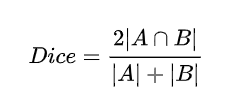 Dice = 2|A ∩ B| / |A| + |B|